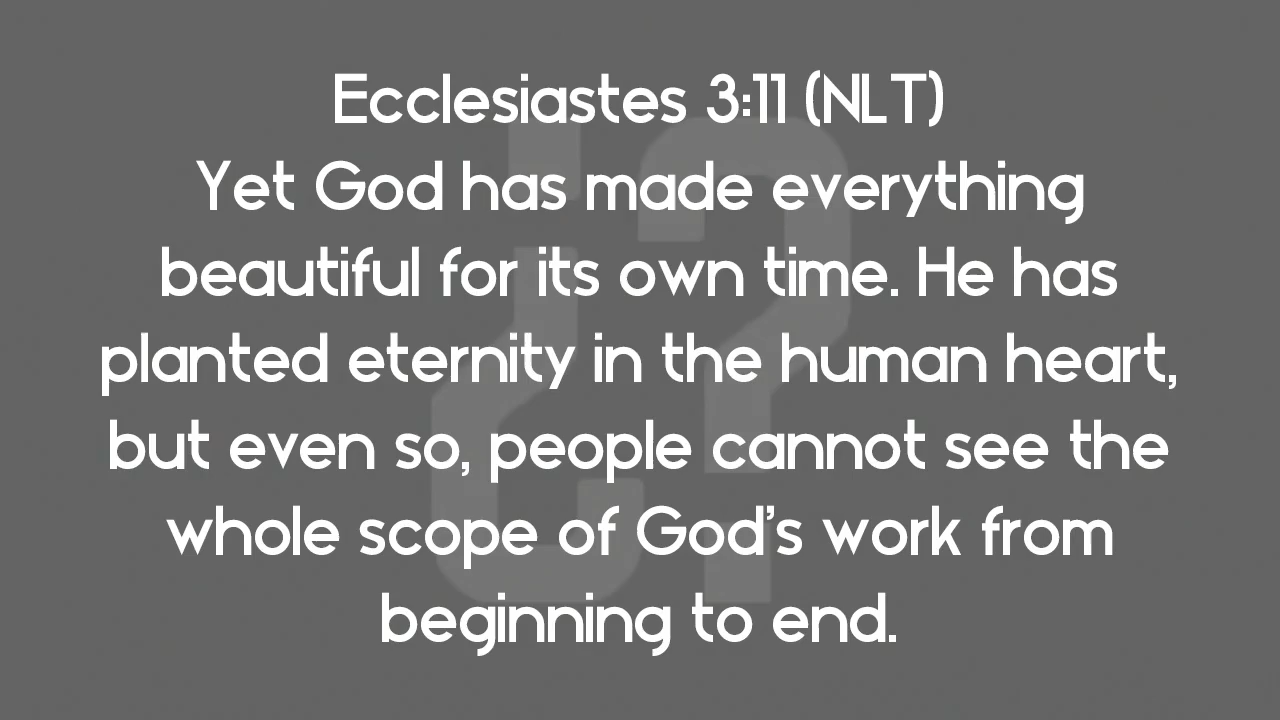 Ecclesiastes 3:11 (NLT)
Yet God has made everything
beautiful for its own time. He has
planted eternity in the human heart,
but even so, people cannot see the
whole scope of God’s work from
beginning to end.